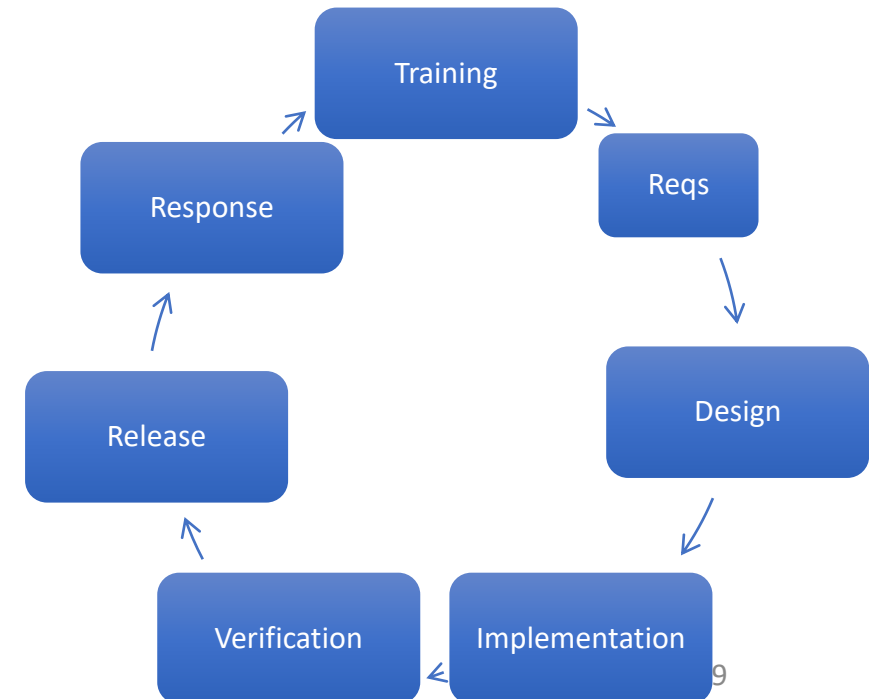 Training
Reqs
Design
Implementation
Verification
Release
Response
9